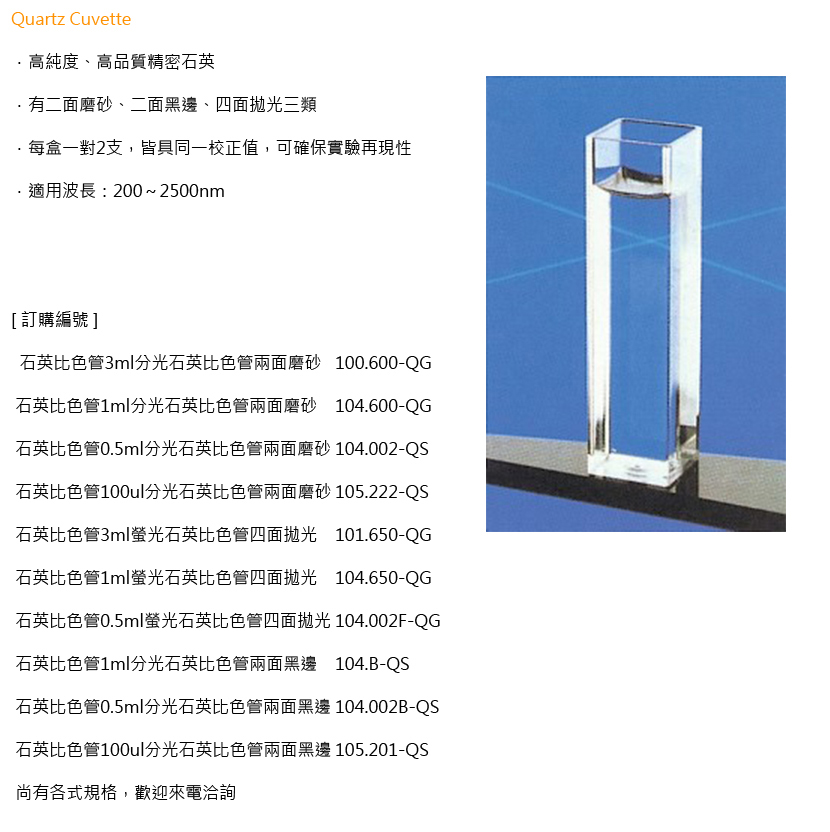 Quartz Cuvette
．高純度、高品質精密石英
．有二面磨砂、二面黑邊、四面拋光三類
．每盒一對2支，皆具同一校正值，可確保實驗再現性
．適用波長：200～2500nm
[ 訂購編號 ]
石英比色管3ml分光石英比色管兩面磨砂 100.600-QG
石英比色管1ml分光石英比色管兩面磨砂 104.600-QG
石英比色管0.5ml分光石英比色管兩面磨砂 104.002-QS
石英比色管100ul分光石英比色管兩面磨砂 105.222-QS
石英比色管3ml螢光石英比色管四面拋光 101.650-QG
石英比色管1ml螢光石英比色管四面拋光 104.650-QG
石英比色管0.5ml螢光石英比色管四面拋光 104.002F-QG
石英比色管1ml分光石英比色管兩面黑邊 104.B-QS
石英比色管0.5ml分光石英比色管兩面黑邊 104.002B-QS
石英比色管100ul分光石英比色管兩面黑邊 105.201-QS
尚有各式規格，歡迎來電洽詢